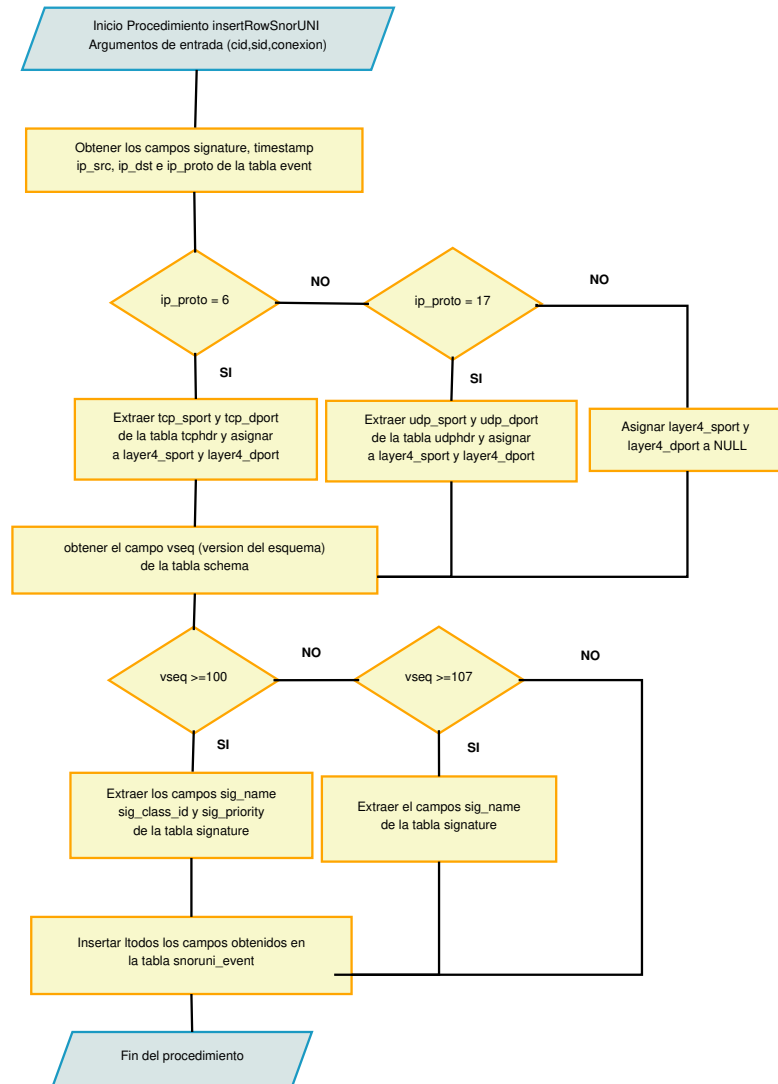 Inicio Procedimiento insertRowSnorUNI
Argumentos de entrada (cid,sid,conexion)
Obtener los campos signature, timestamp
ip_src, ip_dst e ip_proto de la tabla event
ip_proto = 6
NO
ip_proto = 17
NO
SI
SI
Extraer tcp_sport y tcp_dport
de la tabla tcphdr y asignar
a layer4_sport y layer4_dport
Extraer udp_sport y udp_dport
de la tabla udphdr y asignar
a layer4_sport y layer4_dport
Asignar layer4_sport y
layer4_dport a NULL
obtener el campo vseq (version del esquema)
de la tabla schema
vseq >=100
NO
vseq >=107
NO
SI
SI
Extraer los campos sig_name
sig_class_id y sig_priority
de la tabla signature
Extraer el campos sig_name
de la tabla signature
Insertar ltodos los campos obtenidos en
la tabla snoruni_event
Fin del procedimiento